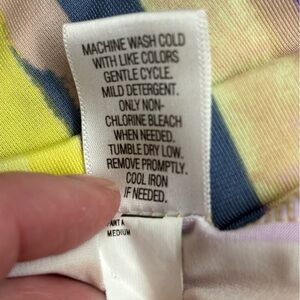 MACHINE WASH COLD
WITH LIKE COLORS
GENTLE CYCLE.
MILD DETERGENT.
ONLY NON-
CHLORINE BLEACH
WHEN NEEDED.
TUMBLE DRY LOW.
REMOVE PROMPTLY.
COOL IRON
IF NEEDED.
MEDIUM